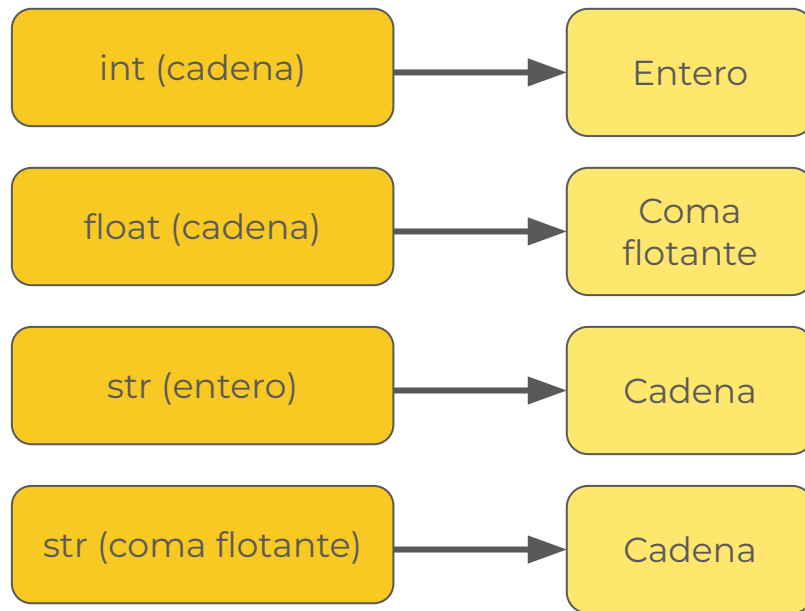 int (cadena)
Entero
float (cadena)
Coma
flotante
str (entero)
Cadena
str (coma flotante)
Cadena